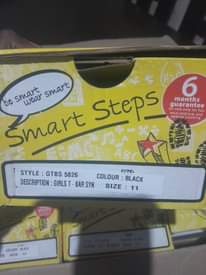 be smart
wear smart
Smart Steps
6
months
guarantee
STYLE : GTBS 5826
TYPE:
COLOUR : BLACK
DESCRIPTION : GIRLS T - BAR SYN
SIZE : 11